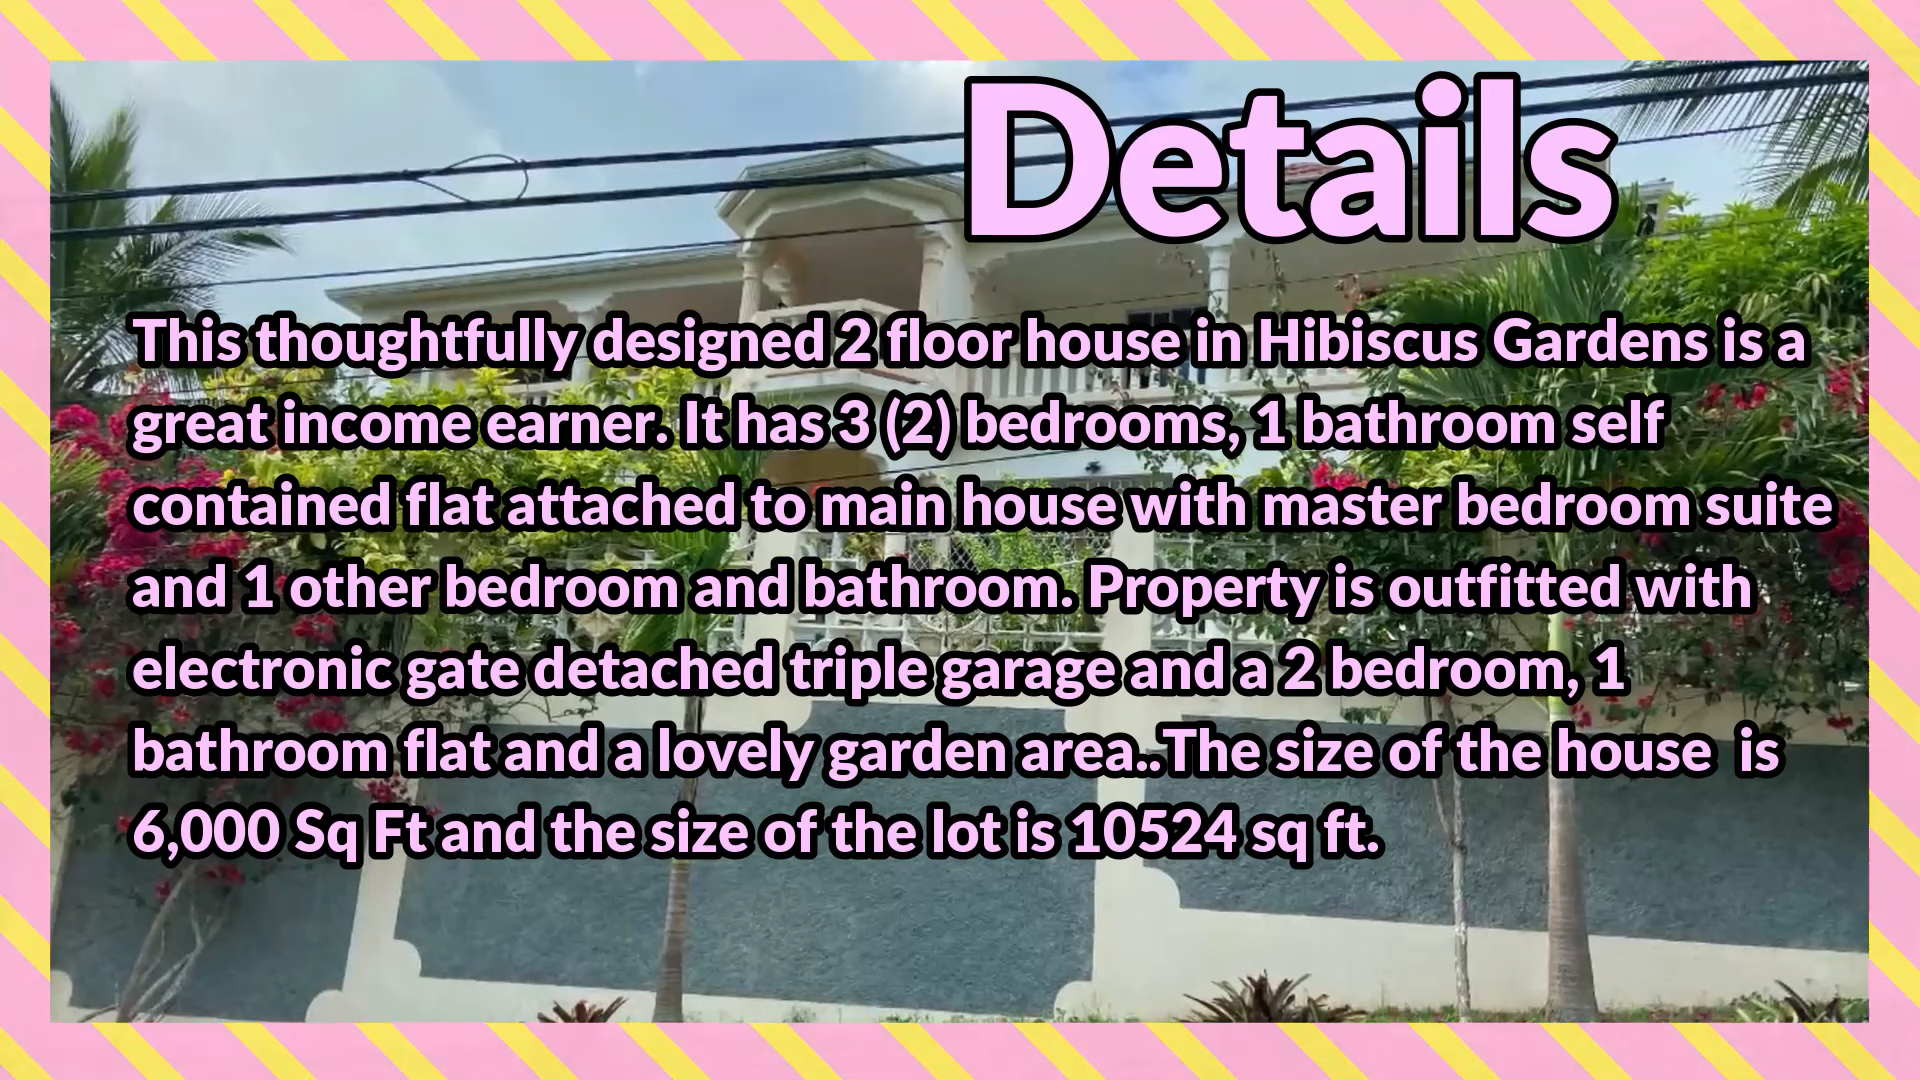 Details
This thoughtfully designed 2 floor house in Hibiscus Gardens is a
great income earner. It has 3 (2) bedrooms, 1 bathroom self
contained flat attached to main house with master bedroom suite
and 1 other bedroom and bathroom. Property is outfitted with
electronic gate detached triple garage and a 2 bedroom, 1
bathroom flat and a lovely garden area..The size of the house  is
6,000 Sq Ft and the size of the lot is 10524 sq ft.